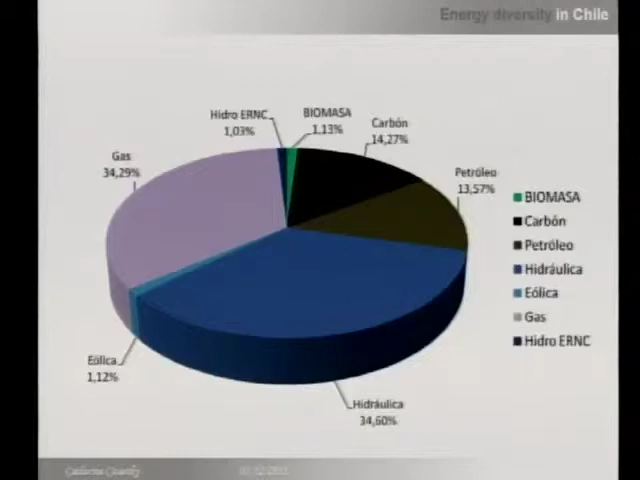 Energy diversity in Chile
Hidro ERNC
1,03%
BIOMASA
1,13%
Carbón
14,27%
Gas
34,29%
Petróleo
13,57%
BIOMASA
Carbón
Petróleo
Hidráulica
Eólica
Gas
Hidro ERNC
Eólica
1,12%
Hidráulica
34,60%